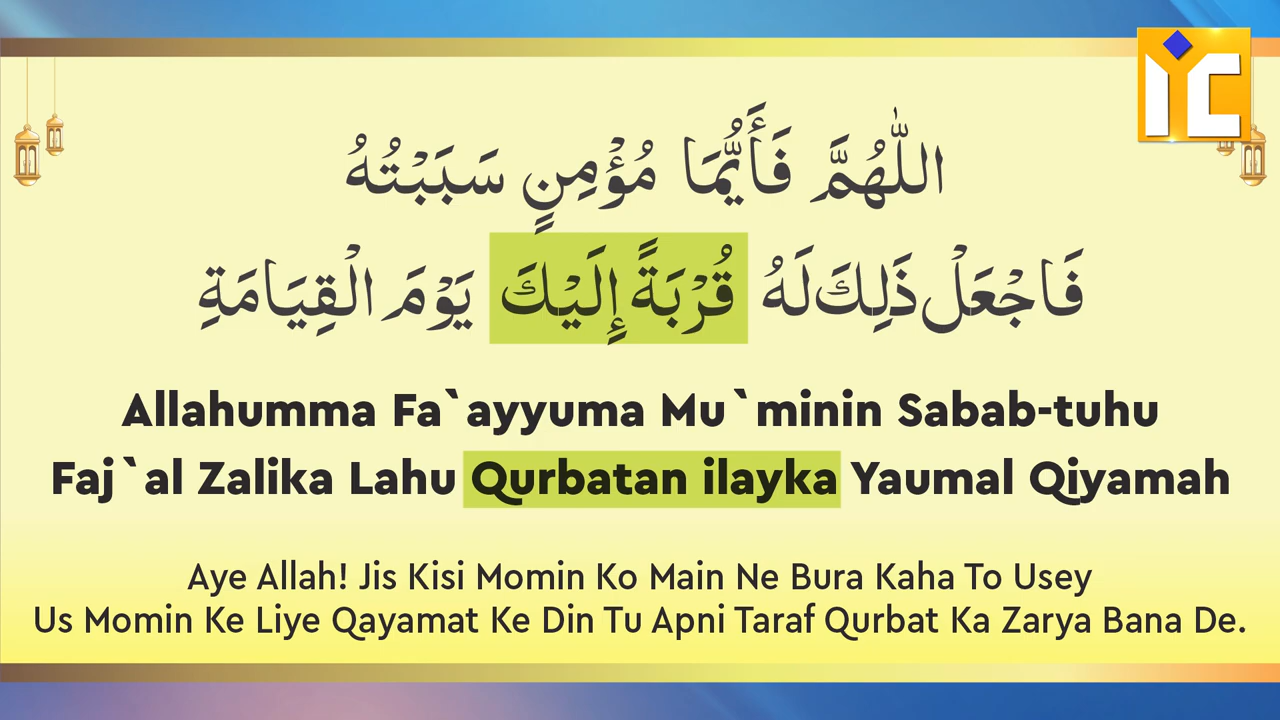 اللّٰهُمَّ فَأَيُّمَا مُؤْمِنٍ سَبَبْتُهُ
فَاجْعَلْ ذَلِكَ لَهُ قُرْبَةً إِلَيْكَ يَوْمَ الْقِيَامَةِ
Allahumma Fa`ayyuma Mu`minin Sabab-tuhu
Faj`al Zalika Lahu Qurbatan ilayka Yaumal Qiyamah
Aye Allah! Jis Kisi Momin Ko Main Ne Bura Kaha To Usey
Us Momin Ke Liye Qayamat Ke Din Tu Apni Taraf Qurbat Ka Zarya Bana De.
IYC